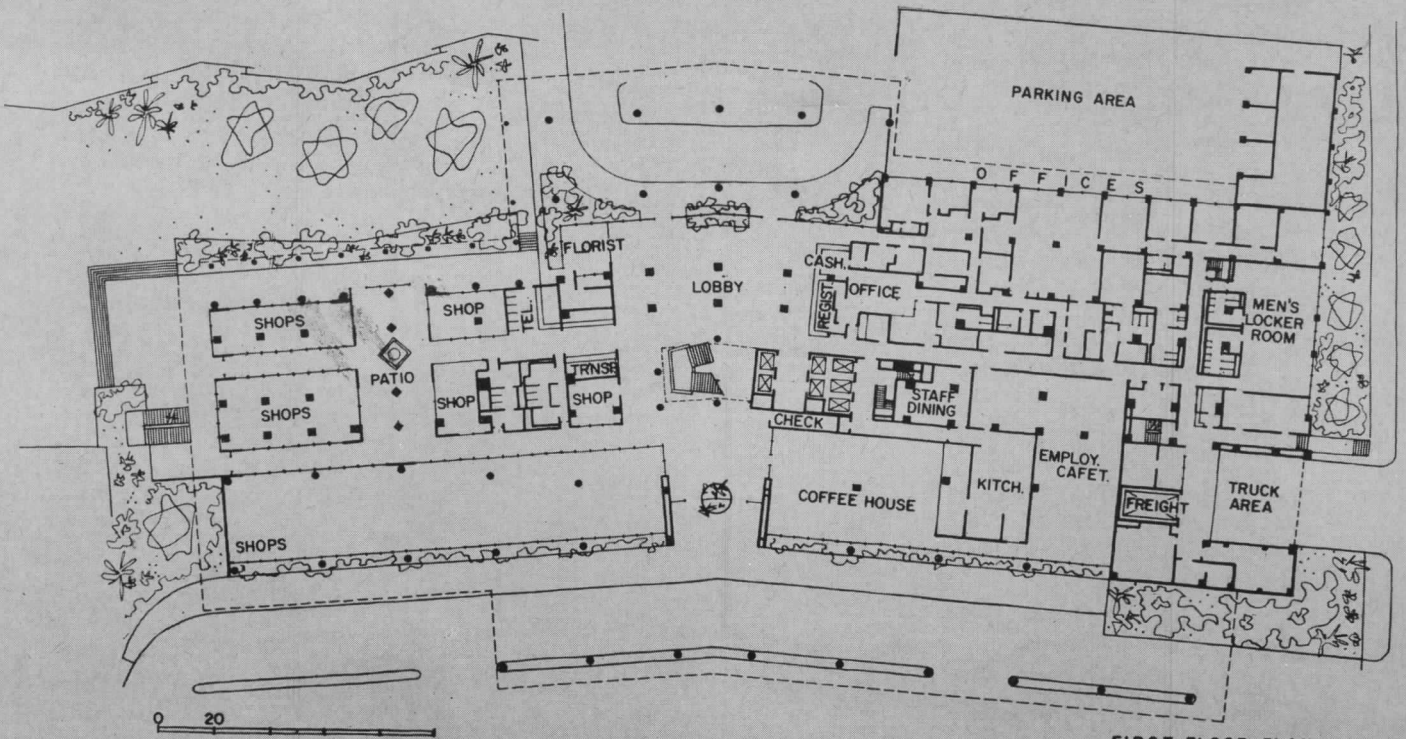 PARKING AREA
OFFICES
FLORIST
CASH.
LOBBY
OFFICE
REGIST.
SHOPS
SHOP
TEL.
MEN'S
LOCKER
ROOM
PATIO
TRNSP
SHOP
SHOPS
SHOP
STAFF
DINING
CHECK
EMPLOY.
CAFET.
COFFEE HOUSE
KITCH.
FREIGHT
TRUCK
AREA
SHOPS
0 20